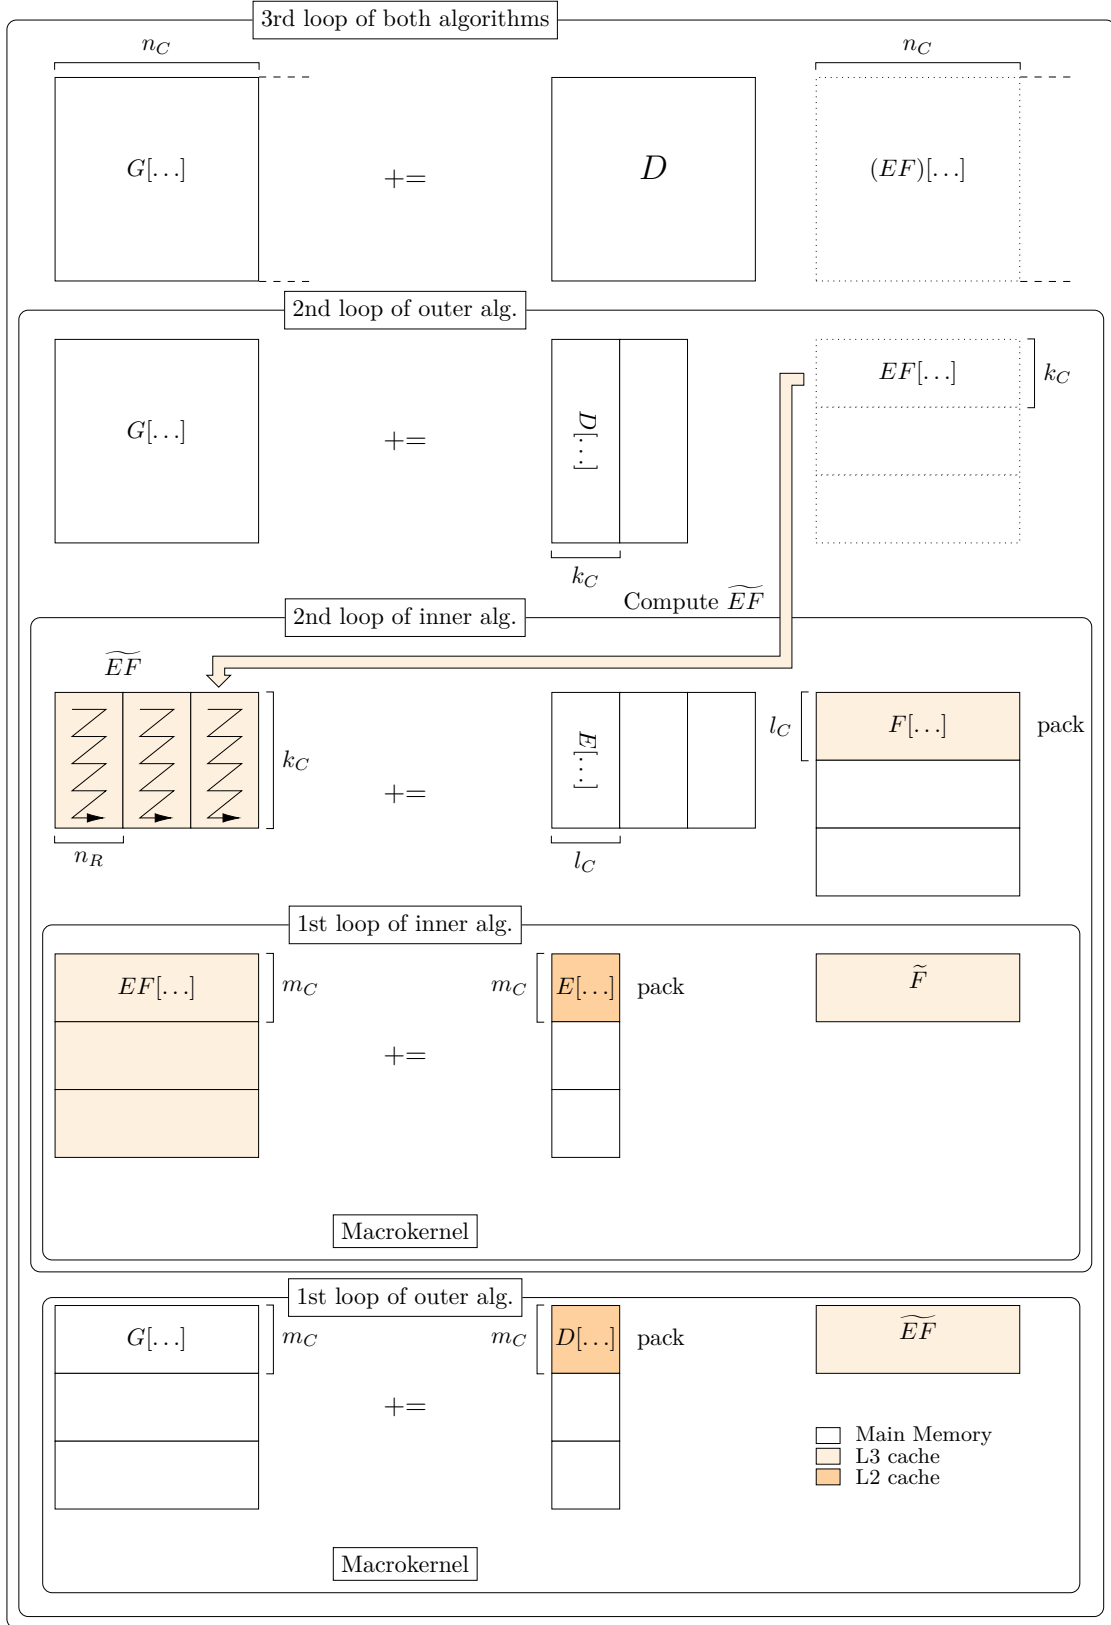 3rd loop of both algorithms
n_C n_C
G[…] += D (EF)[…]
2nd loop of outer alg.
G[…] += D[…] EF[…] k_C
k_C
Compute \widetilde{EF}
2nd loop of inner alg.
\widetilde{EF}
k_C += E[…] l_C F[…] pack
n_R l_C
1st loop of inner alg.
EF[…] m_C += m_C E[…] pack \widetilde{F}
Macrokernel
1st loop of outer alg.
G[…] m_C += m_C D[…] pack \widetilde{EF}
Main Memory
L3 cache
L2 cache
Macrokernel